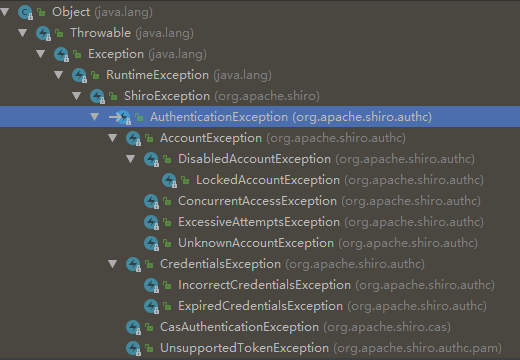 Object (java.lang)
Throwable (java.lang)
Exception (java.lang)
RuntimeException (java.lang)
ShiroException (org.apache.shiro)
AuthenticationException (org.apache.shiro.authc)
AccountException (org.apache.shiro.authc)
DisabledAccountException (org.apache.shiro.authc)
LockedAccountException (org.apache.shiro.authc)
ConcurrentAccessException (org.apache.shiro.authc)
ExcessiveAttemptsException (org.apache.shiro.authc)
UnknownAccountException (org.apache.shiro.authc)
CredentialsException (org.apache.shiro.authc)
IncorrectCredentialsException (org.apache.shiro.authc)
ExpiredCredentialsException (org.apache.shiro.authc)
CasAuthenticationException (org.apache.shiro.cas)
UnsupportedTokenException (org.apache.shiro.authc.pam)